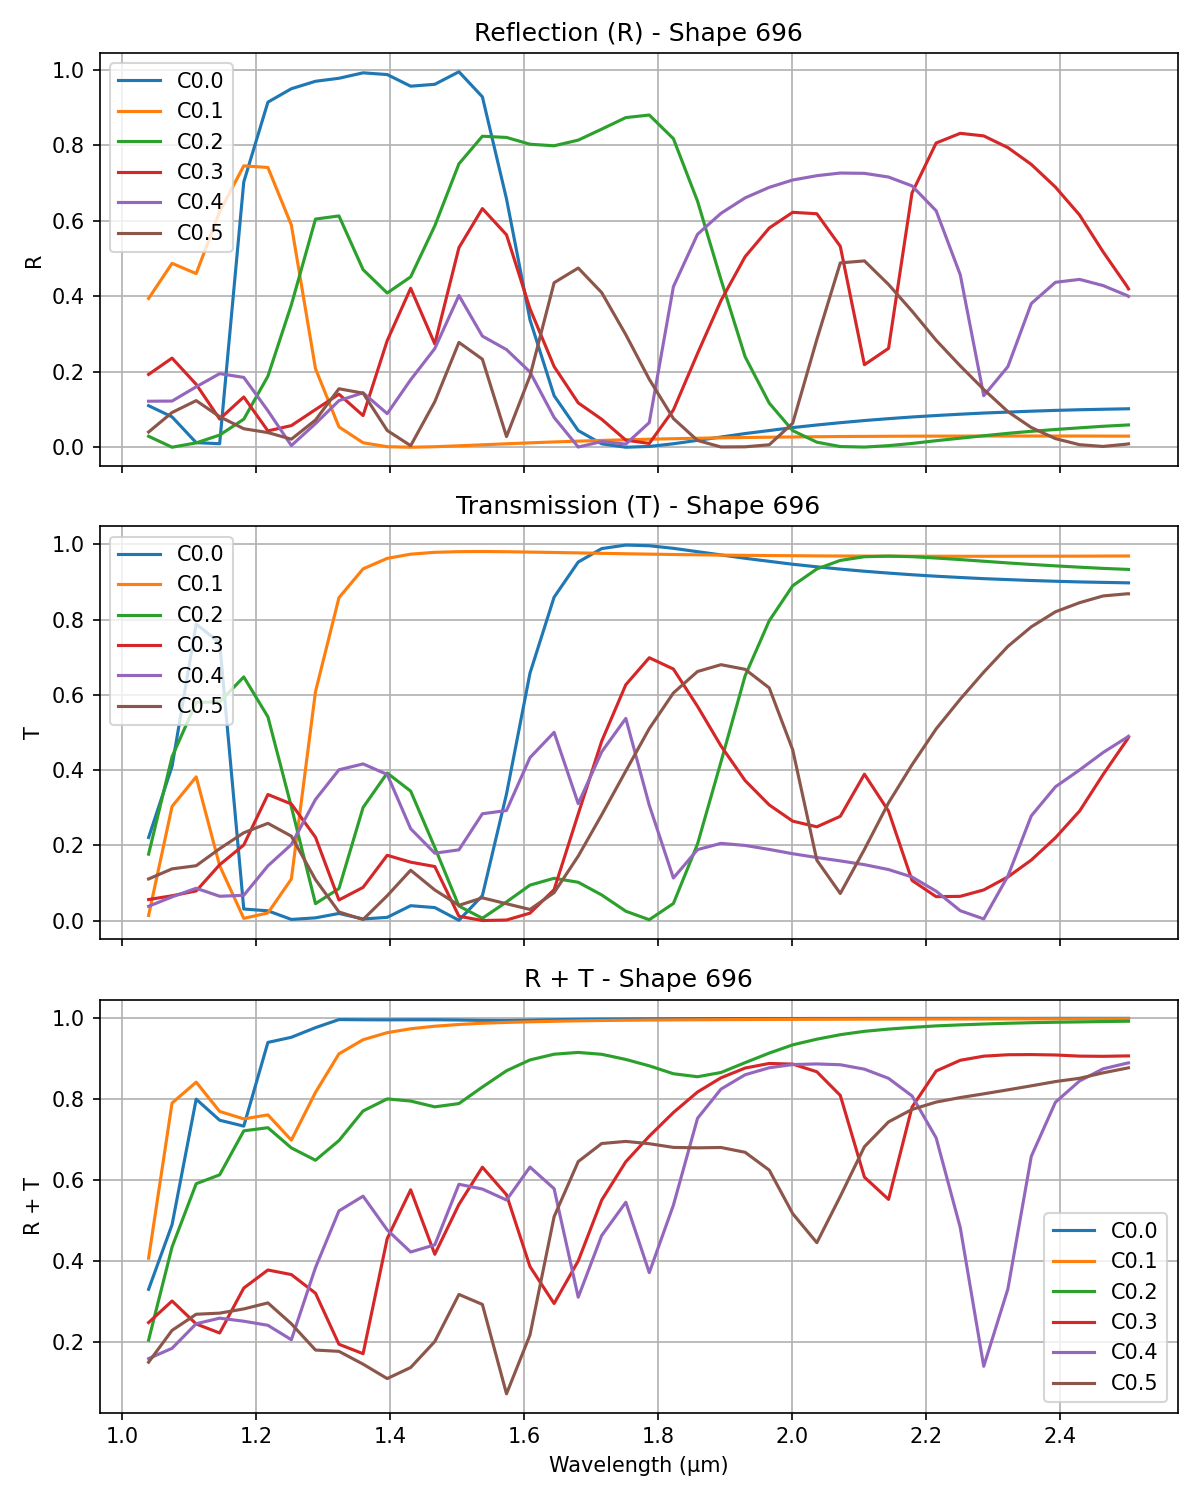 Reflection (R) - Shape 696
1.0
0.8
0.6
0.4
0.2
0.0
R
C0.0
C0.1
C0.2
C0.3
C0.4
C0.5
Transmission (T) - Shape 696
1.0
0.8
0.6
0.4
0.2
0.0
T
C0.0
C0.1
C0.2
C0.3
C0.4
C0.5
R + T - Shape 696
1.0
0.8
0.6
0.4
0.2
R + T
C0.0
C0.1
C0.2
C0.3
C0.4
C0.5
1.0 1.2 1.4 1.6 1.8 2.0 2.2 2.4
Wavelength (μm)